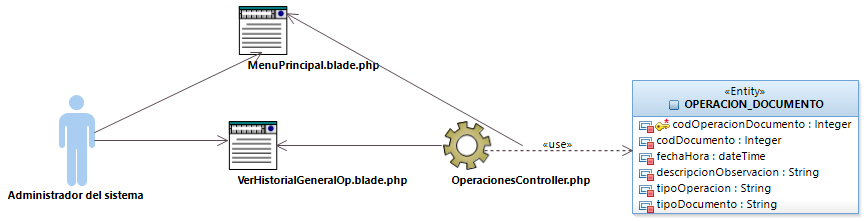 MenuPrincipal.blade.php
«Entity»
OPERACION_DOCUMENTO
codOperacionDocumento : Integer
codDocumento : Integer
fechaHora : dateTime
descripcionObservacion : String
tipoOperacion : String
tipoDocumento : String
«use»
Administrador del sistema
VerHistorialGeneralOp.blade.php
OperacionesController.php